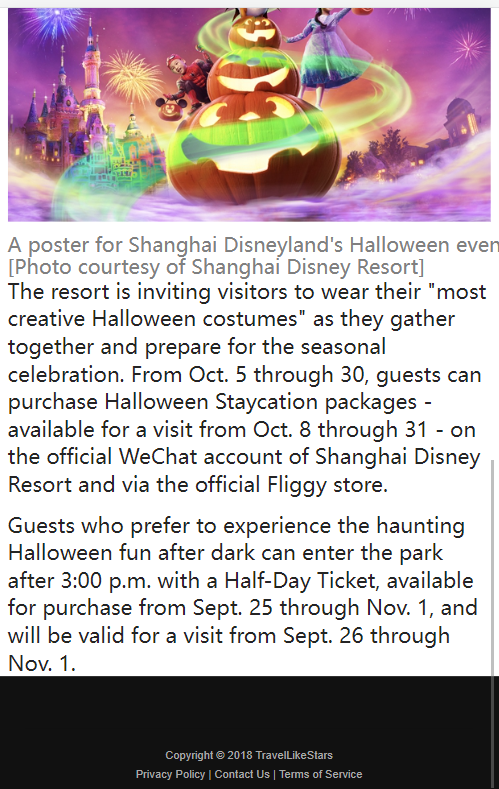 A poster for Shanghai Disneyland's Halloween even
[Photo courtesy of Shanghai Disney Resort]
The resort is inviting visitors to wear their "most
creative Halloween costumes" as they gather
together and prepare for the seasonal
celebration. From Oct. 5 through 30, guests can
purchase Halloween Staycation packages -
available for a visit from Oct. 8 through 31 - on
the official WeChat account of Shanghai Disney
Resort and via the official Fliggy store.
Guests who prefer to experience the haunting
Halloween fun after dark can enter the park
after 3:00 p.m. with a Half-Day Ticket, available
for purchase from Sept. 25 through Nov. 1, and
will be valid for a visit from Sept. 26 through
Nov. 1.
Copyright © 2018 TravelLikeStars
Privacy Policy | Contact Us | Terms of Service